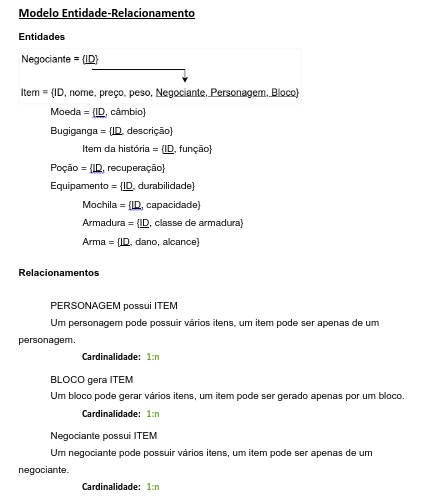 Modelo Entidade-Relacionamento
Entidades
Negociante = {ID}
Item = {ID, nome, preço, peso, Negociante, Personagem, Bloco}
Moeda = {ID, câmbio}
Bugiganga = {ID, descrição}
Item da história = {ID, função}
Poção = {ID, recuperação}
Equipamento = {ID, durabilidade}
Mochila = {ID, capacidade}
Armadura = {ID, classe de armadura}
Arma = {ID, dano, alcance}
Relacionamentos
PERSONAGEM possui ITEM
Um personagem pode possuir vários itens, um item pode ser apenas de um
personagem.
Cardinalidade: 1:n
BLOCO gera ITEM
Um bloco pode gerar vários itens, um item pode ser gerado apenas por um bloco.
Cardinalidade: 1:n
Negociante possui ITEM
Um negociante pode possuir vários itens, um item pode ser apenas de um
negociante.
Cardinalidade: 1:n